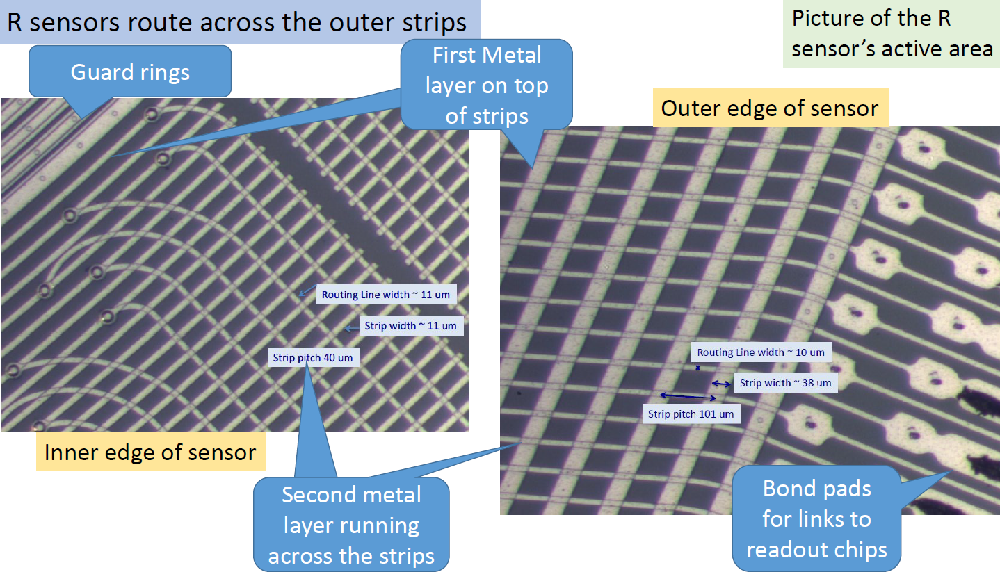 R sensors route across the outer strips
Picture of the R
sensor's active area
Guard rings
First Metal
layer on top
of strips
Outer edge of sensor
Routing Line width ~ 11 um
Strip width ~ 11 um
Strip pitch 40 um
Routing Line width ~ 10 um
Strip width ~ 38 um
Strip pitch 101 um
Inner edge of sensor
Second metal
layer running
across the strips
Bond pads
for links to
readout chips